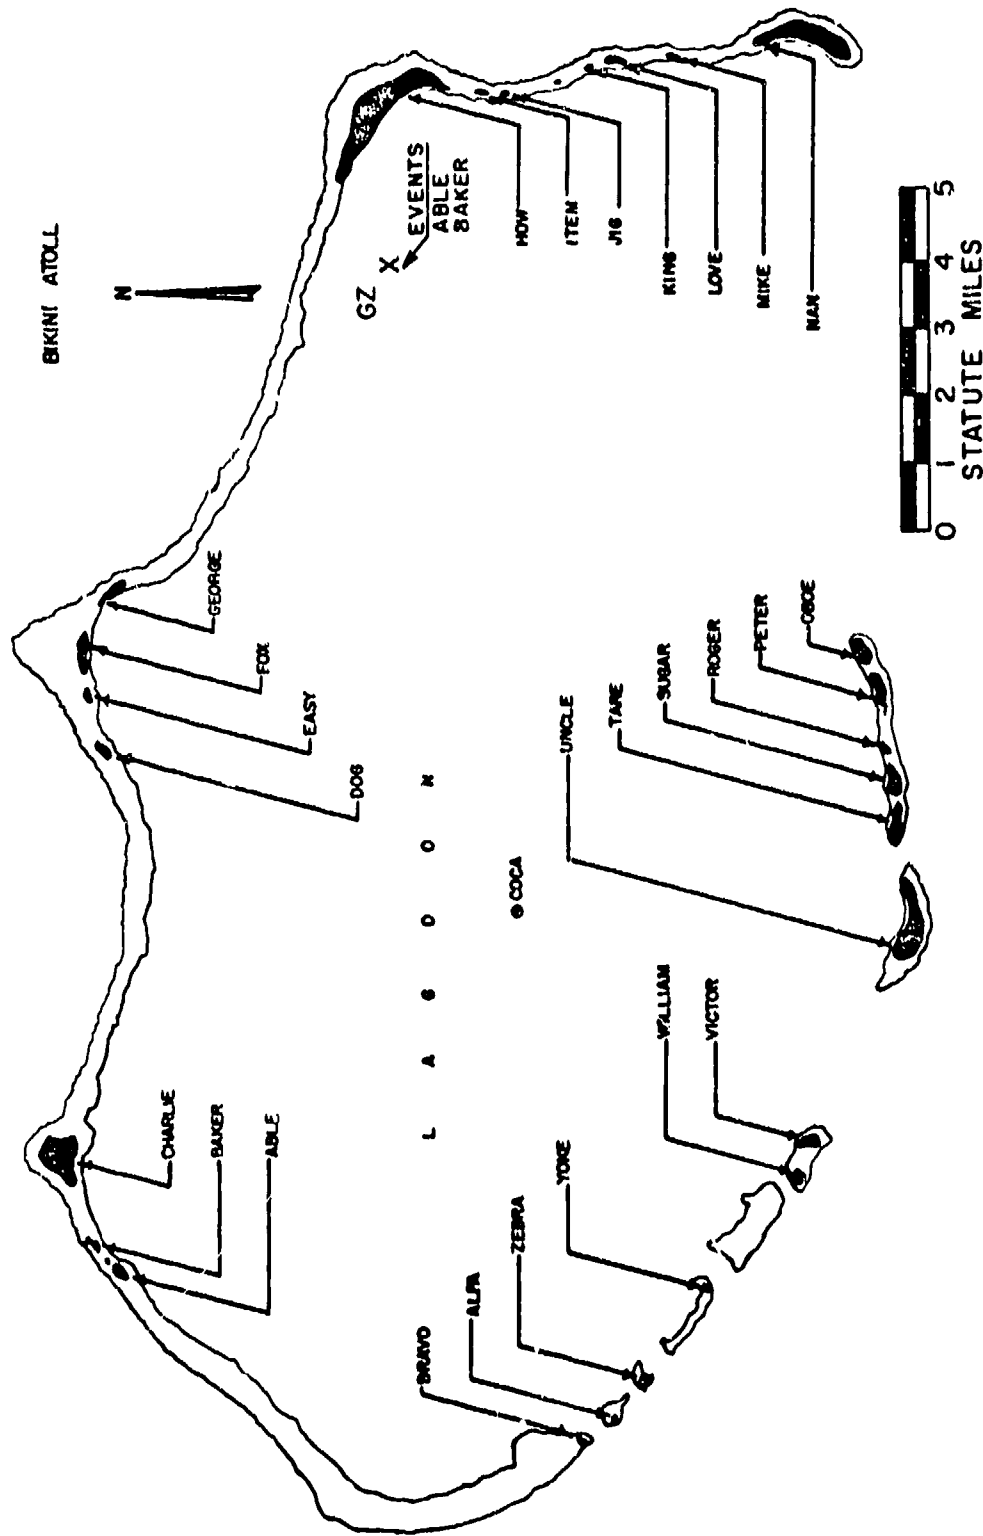 BIKINI ATOLL
N
CHARLIE
BAKER
ABLE
GEORGE
FOX
EASY
DOG
GZ X
EVENTS
ABLE
BAKER
L A G O O N
COCA
BRAVO
ALFA
ZEBRA
YOKE
WILLIAM
VICTOR
UNCLE
TARE
SUGAR
ROGER
PETER
OBOE
HOW
ITEM
JIG
KING
LOVE
MIKE
NAN
0 1 2 3 4 5
STATUTE MILES